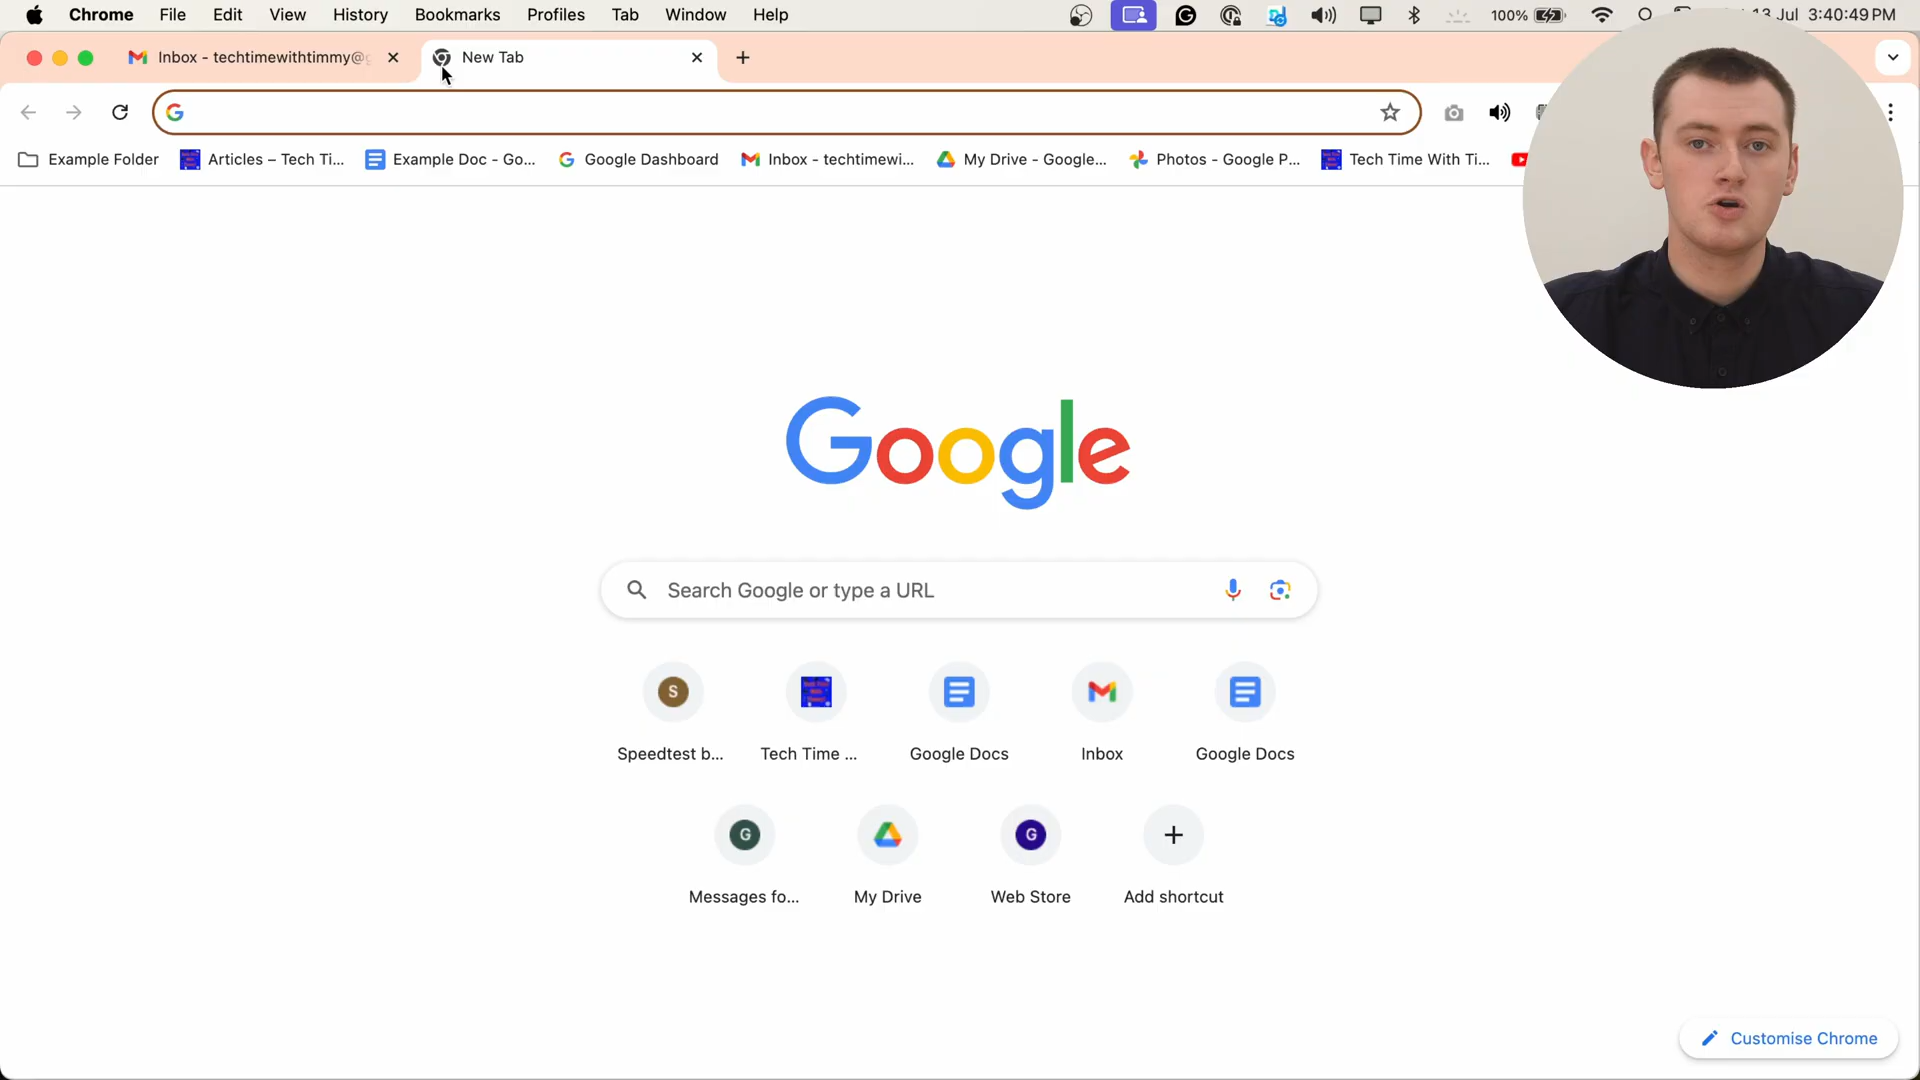 Chrome File Edit View History Bookmarks Profiles Tab Window Help 100% 13 Jul 3:40:49 PM
Inbox - techtimewithtimmy@ New Tab
Example Folder Articles – Tech Ti... Example Doc - Go... Google Dashboard Inbox - techtimewi... My Drive - Google... Photos - Google P... Tech Time With Ti...
Google
Search Google or type a URL
S
Speedtest b... Tech Time ... Google Docs Inbox Google Docs
G G
Messages fo... My Drive Web Store Add shortcut
Customise Chrome